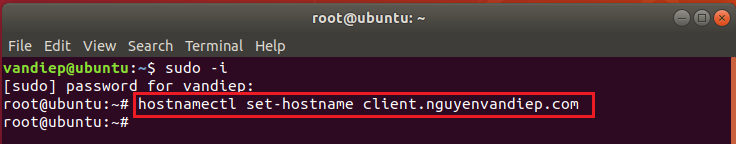 root@ubuntu: ~
File Edit View Search Terminal Help
vandiep@ubuntu:~$ sudo -i
[sudo] password for vandiep:
root@ubuntu:~# hostnamectl set-hostname client.nguyenvandiep.com
root@ubuntu:~#